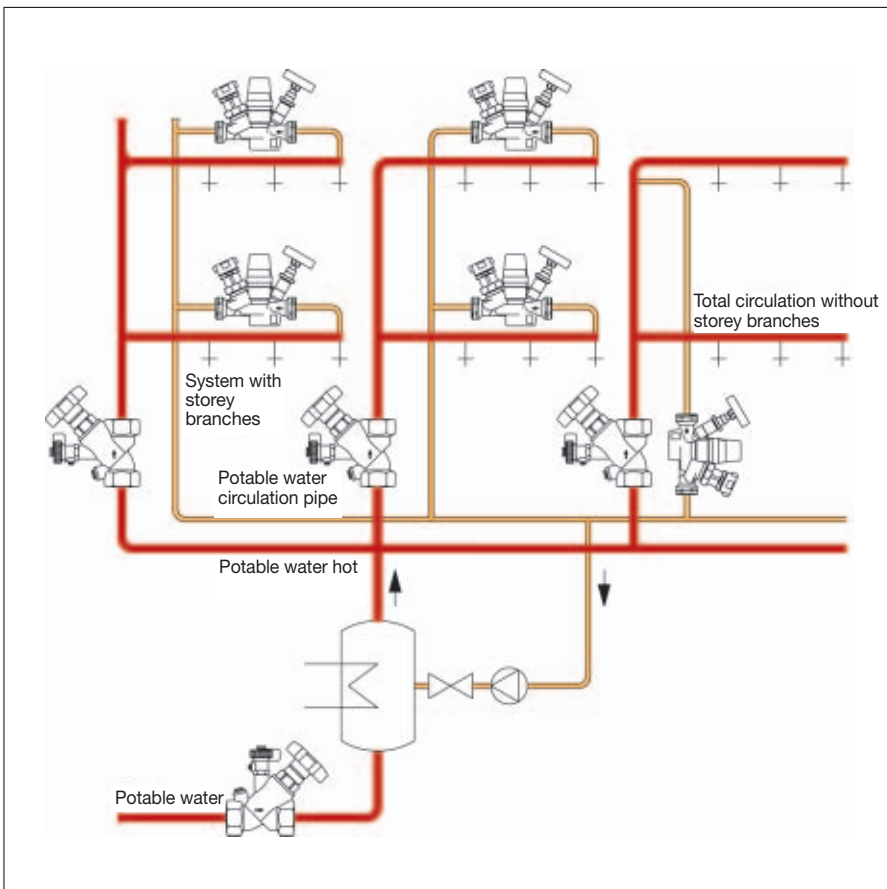 Total circulation without
storey branches
System with
storey
branches
Potable water
circulation pipe
Potable water hot
Potable water